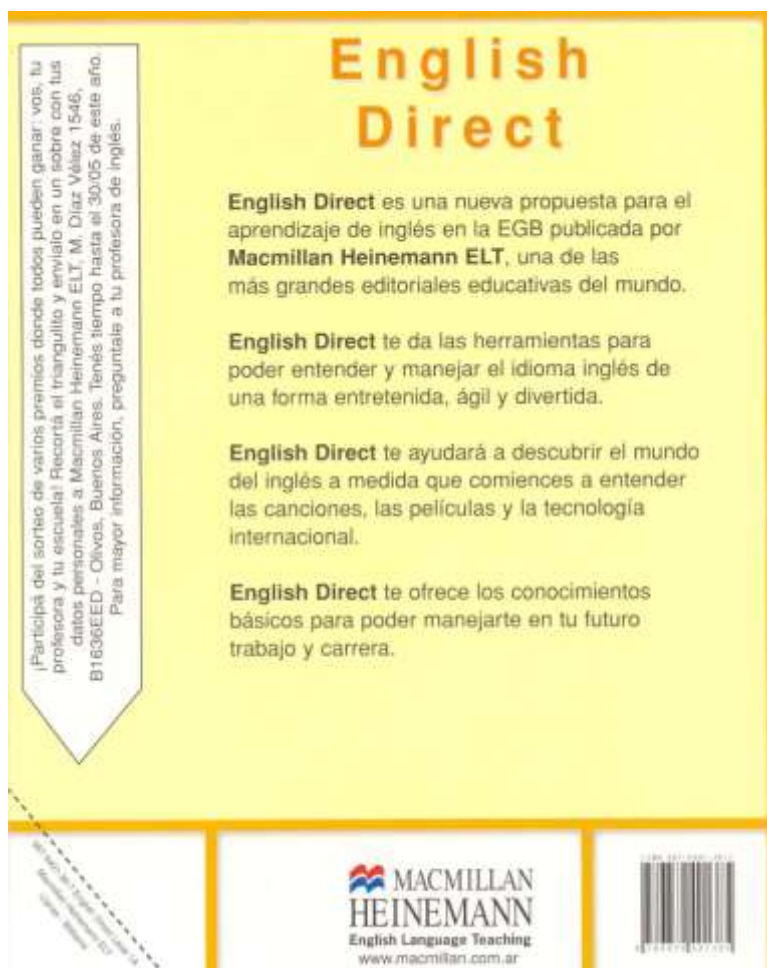 English
Direct
English Direct es una nueva propuesta para el
aprendizaje de inglés en la EGB publicada por
Macmillan Heinemann ELT, una de las
más grandes editoriales educativas del mundo.
English Direct te da las herramientas para
poder entender y manejar el idioma inglés de
una forma entretenida, ágil y divertida.
English Direct te ayudará a descubrir el mundo
del inglés a medida que comiences a entender
las canciones, las películas y la tecnología
internacional.
English Direct te ofrece los conocimientos
básicos para poder manejarte en tu futuro
trabajo y carrera.
¡Participá del sorteo de varios premios donde todos pueden ganar: vos, tu
profesora y tu escuela! Recortá el triangulito y envialo en un sobre con tus
datos personales a Macmillan Heinemann ELT, M. Díaz Vélez 1546,
B1636EED - Olivos, Buenos Aires. Tenés tiempo hasta el 30/05 de este año.
Para mayor información, preguntale a tu profesora de inglés.
Macmillan Heinemann ELT
MACMILLAN
HEINEMANN
English Language Teaching
www.macmillan.com.ar